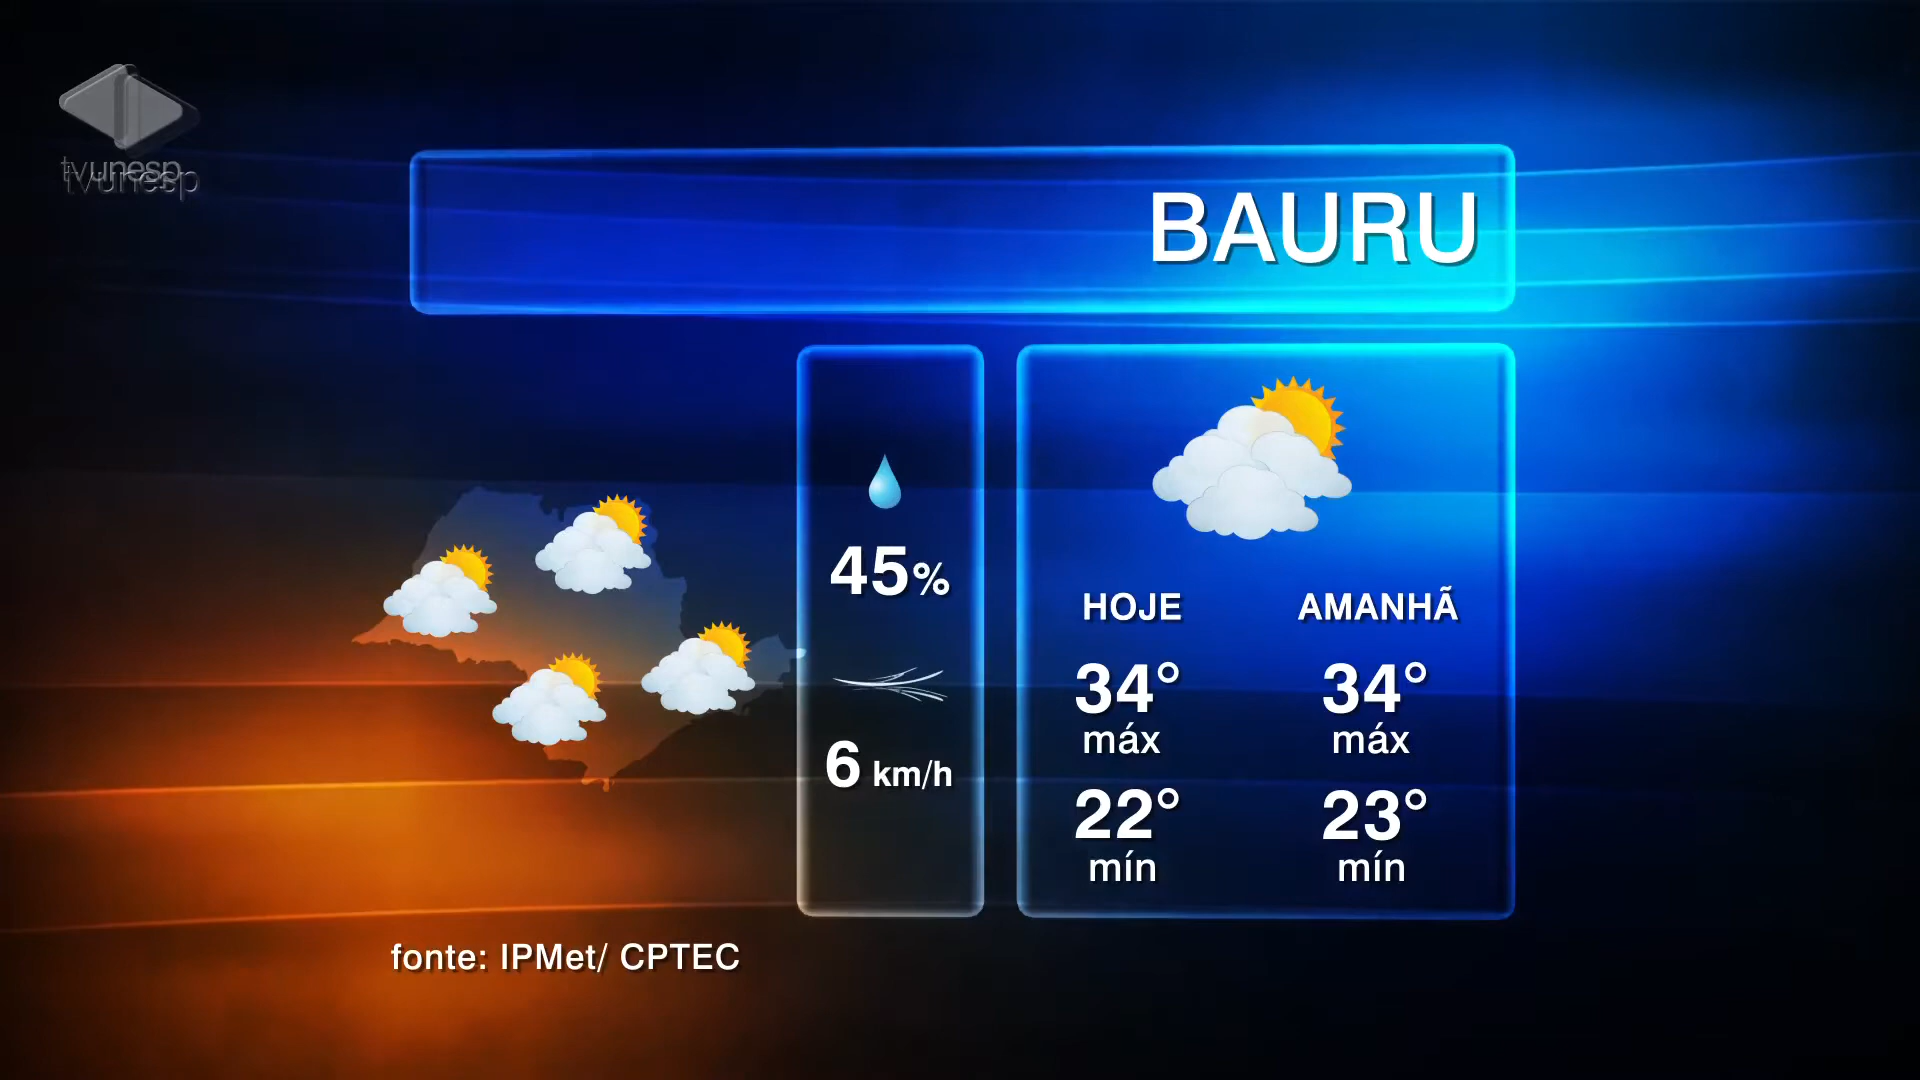 tvunesp
BAURU
45%
6 km/h
HOJE AMANHÃ
34° 34°
máx máx
22° 23°
mín mín
fonte: IPMet/ CPTEC